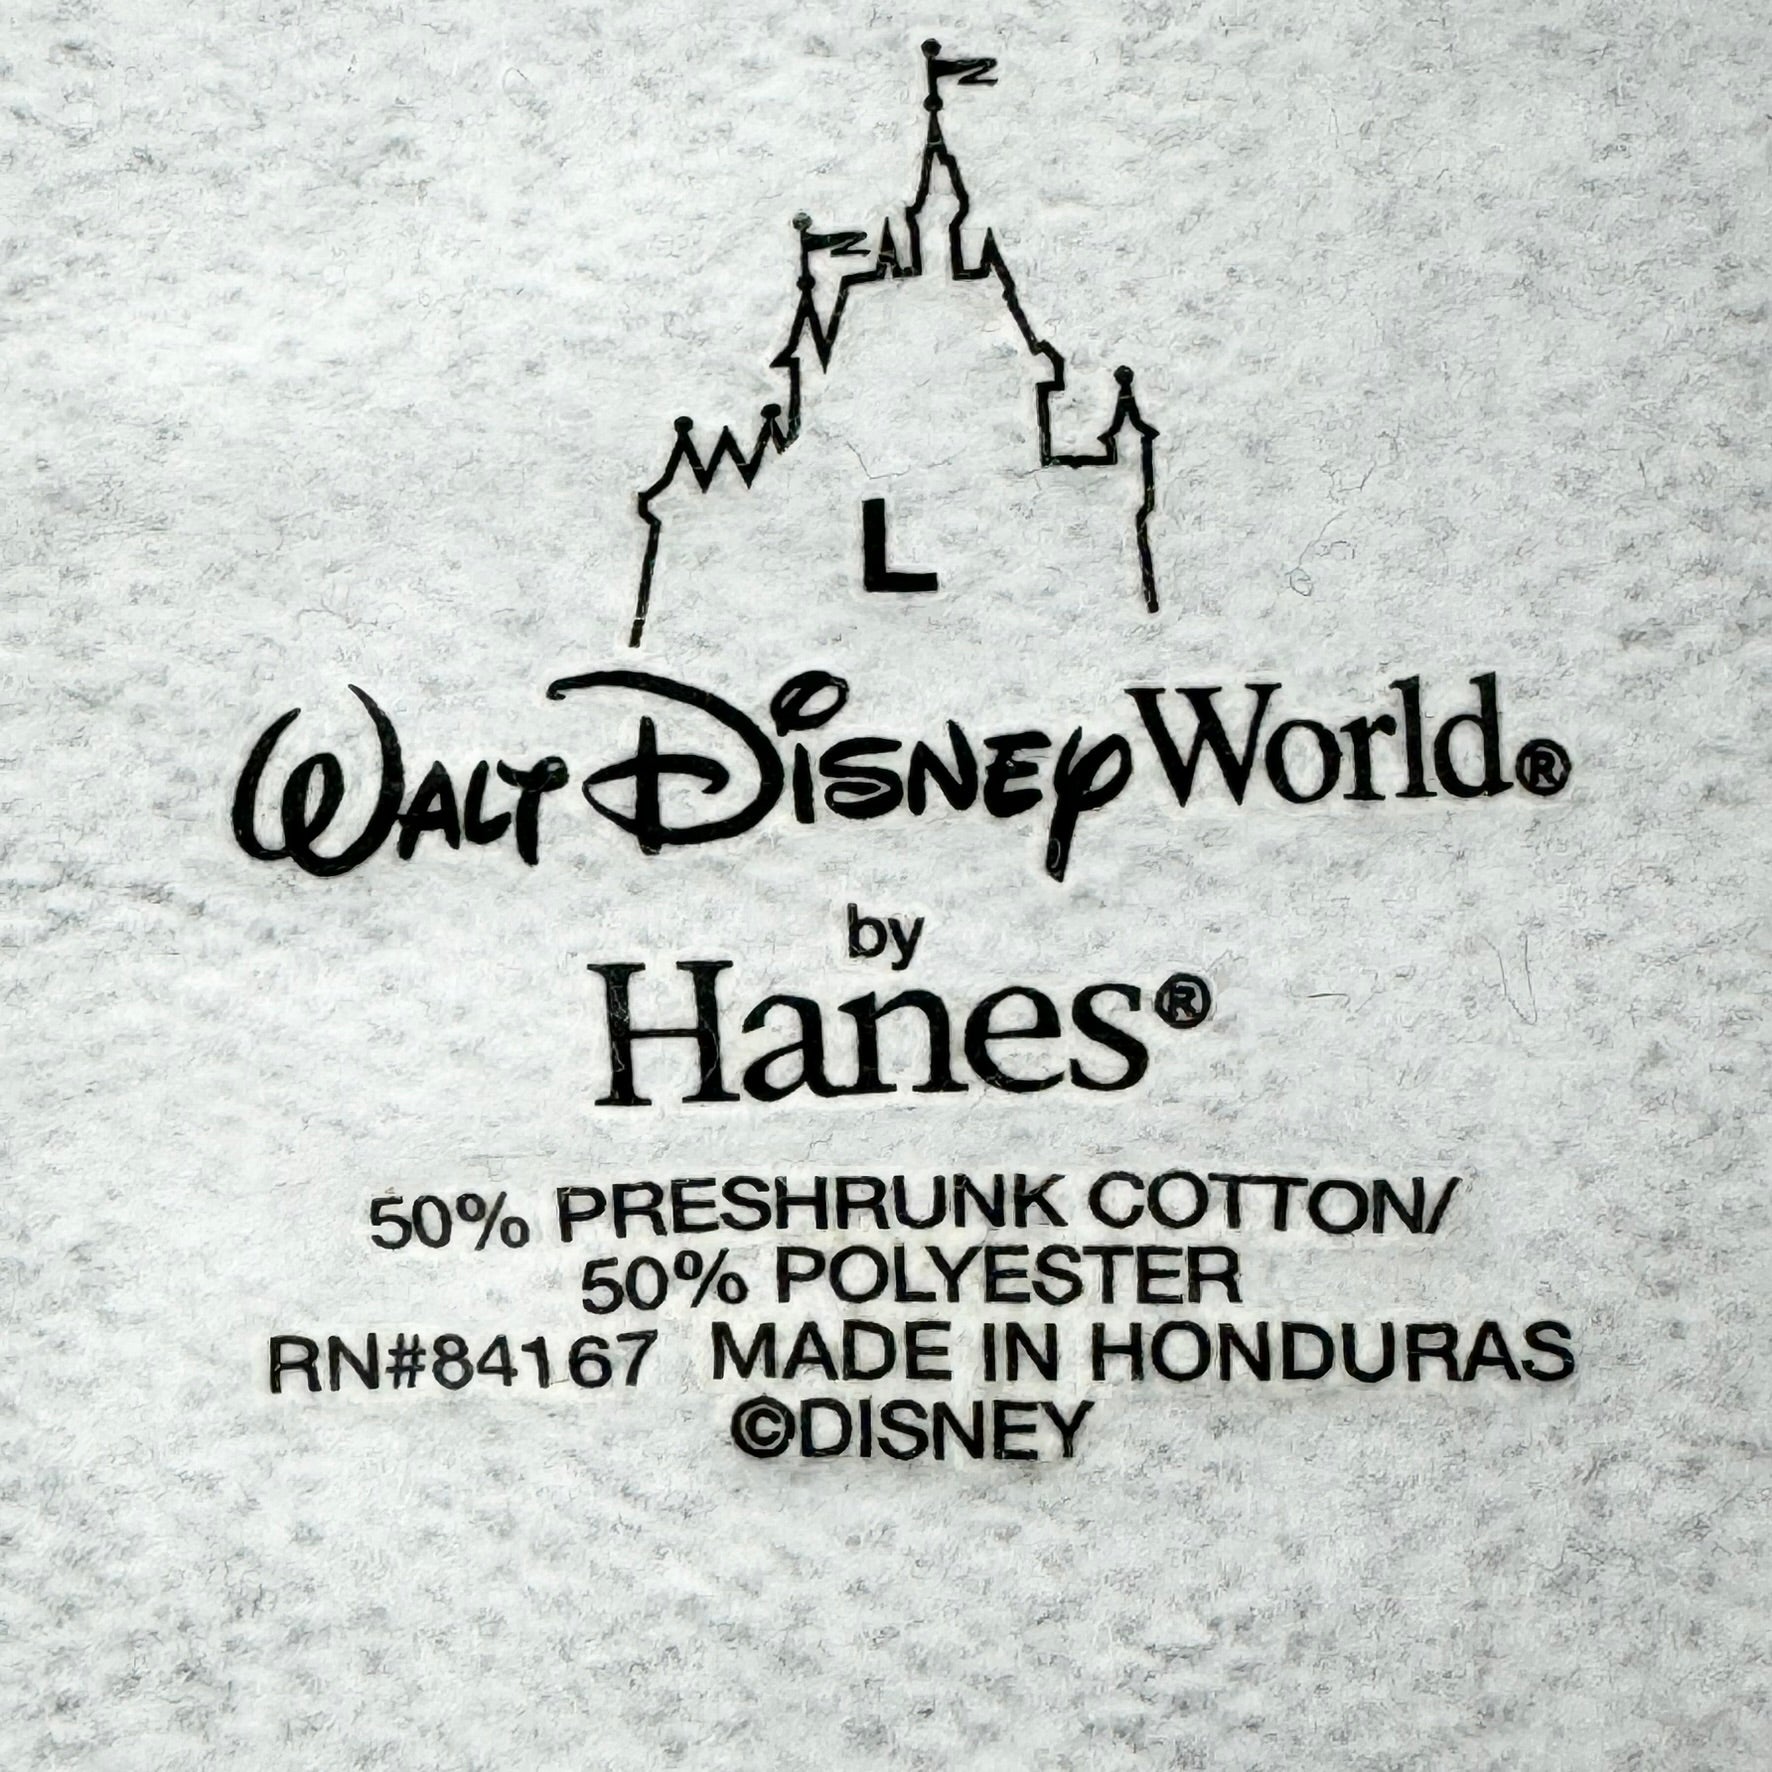 L
WALT DISNEY World®
by
Hanes®
50% PRESHRUNK COTTON/
50% POLYESTER
RN#84167 MADE IN HONDURAS
©DISNEY